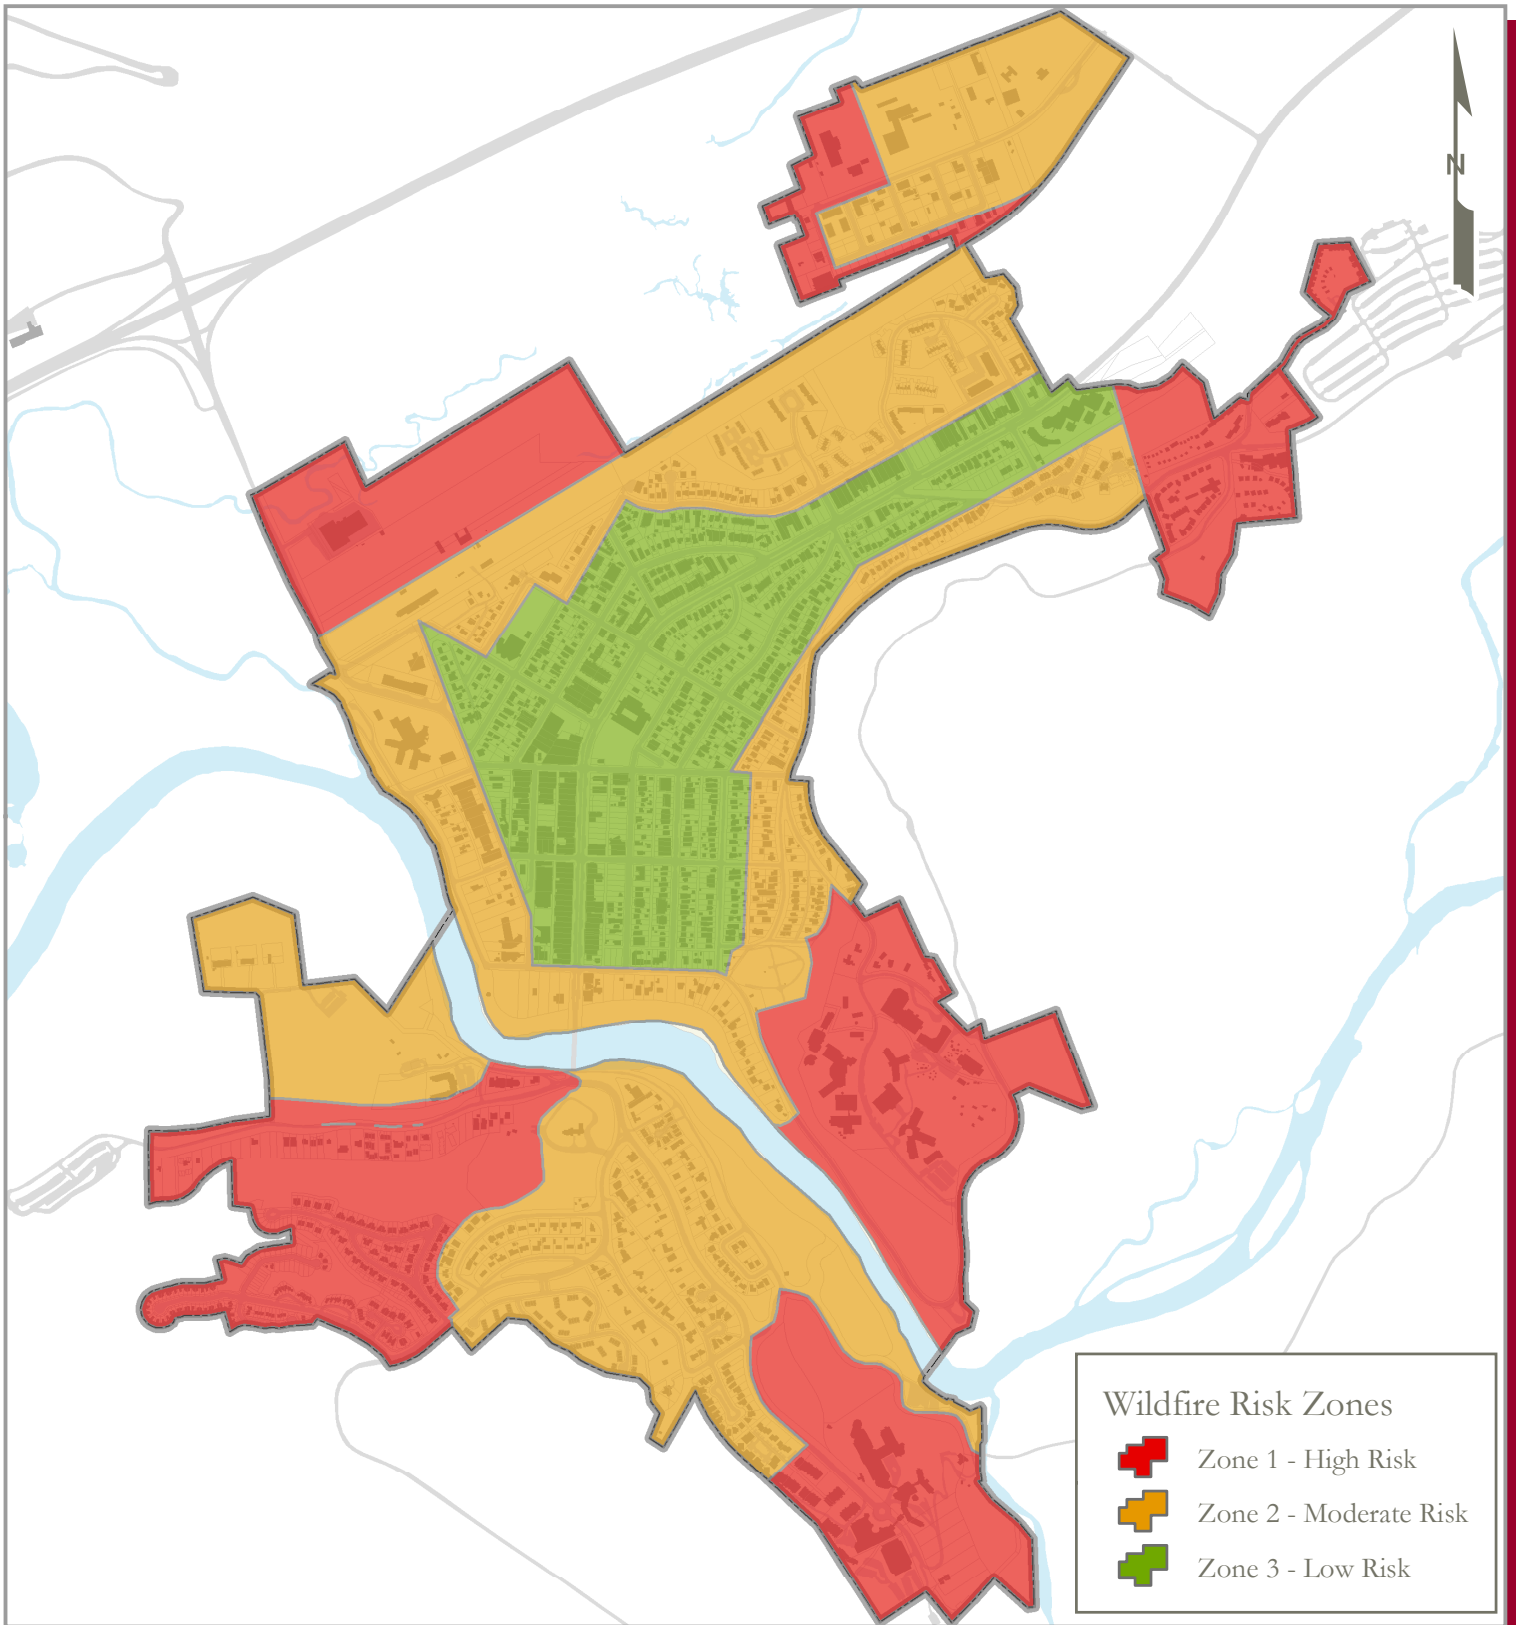 N
Wildfire Risk Zones
Zone 1 - High Risk
Zone 2 - Moderate Risk
Zone 3 - Low Risk